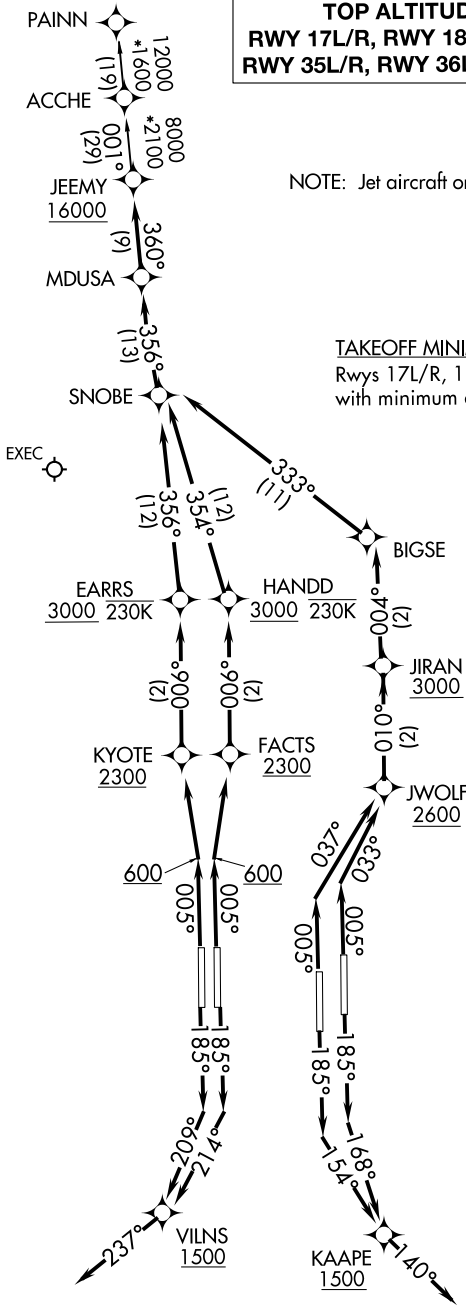 PAINN
TOP ALTITUD
RWY 17L/R, RWY 18
RWY 35L/R, RWY 36
12000
*1600
(19)
ACCHE
8000
*2100
001°
(29)
NOTE: Jet aircraft o
JEEMY
16000
360°
(9)
MDUSA
356°
(13)
TAKEOFF MINI
Rwys 17L/R, 1
with minimum
SNOBE
EXEC
333°
(11)
356°
(12)
354°
(12)
BIGSE
EARRS
3000 230K
HANDD
3000 230K
004°
(2)
006°
(2)
006°
(2)
JIRAN
3000
010°
(2)
KYOTE
2300
FACTS
2300
JWOLF
2600
037°
033°
600
600
005°
005°
005°
005°
185°
185°
185°
185°
209°
214°
154°
168°
237°
VILNS
1500
KAAPE
1500
140°